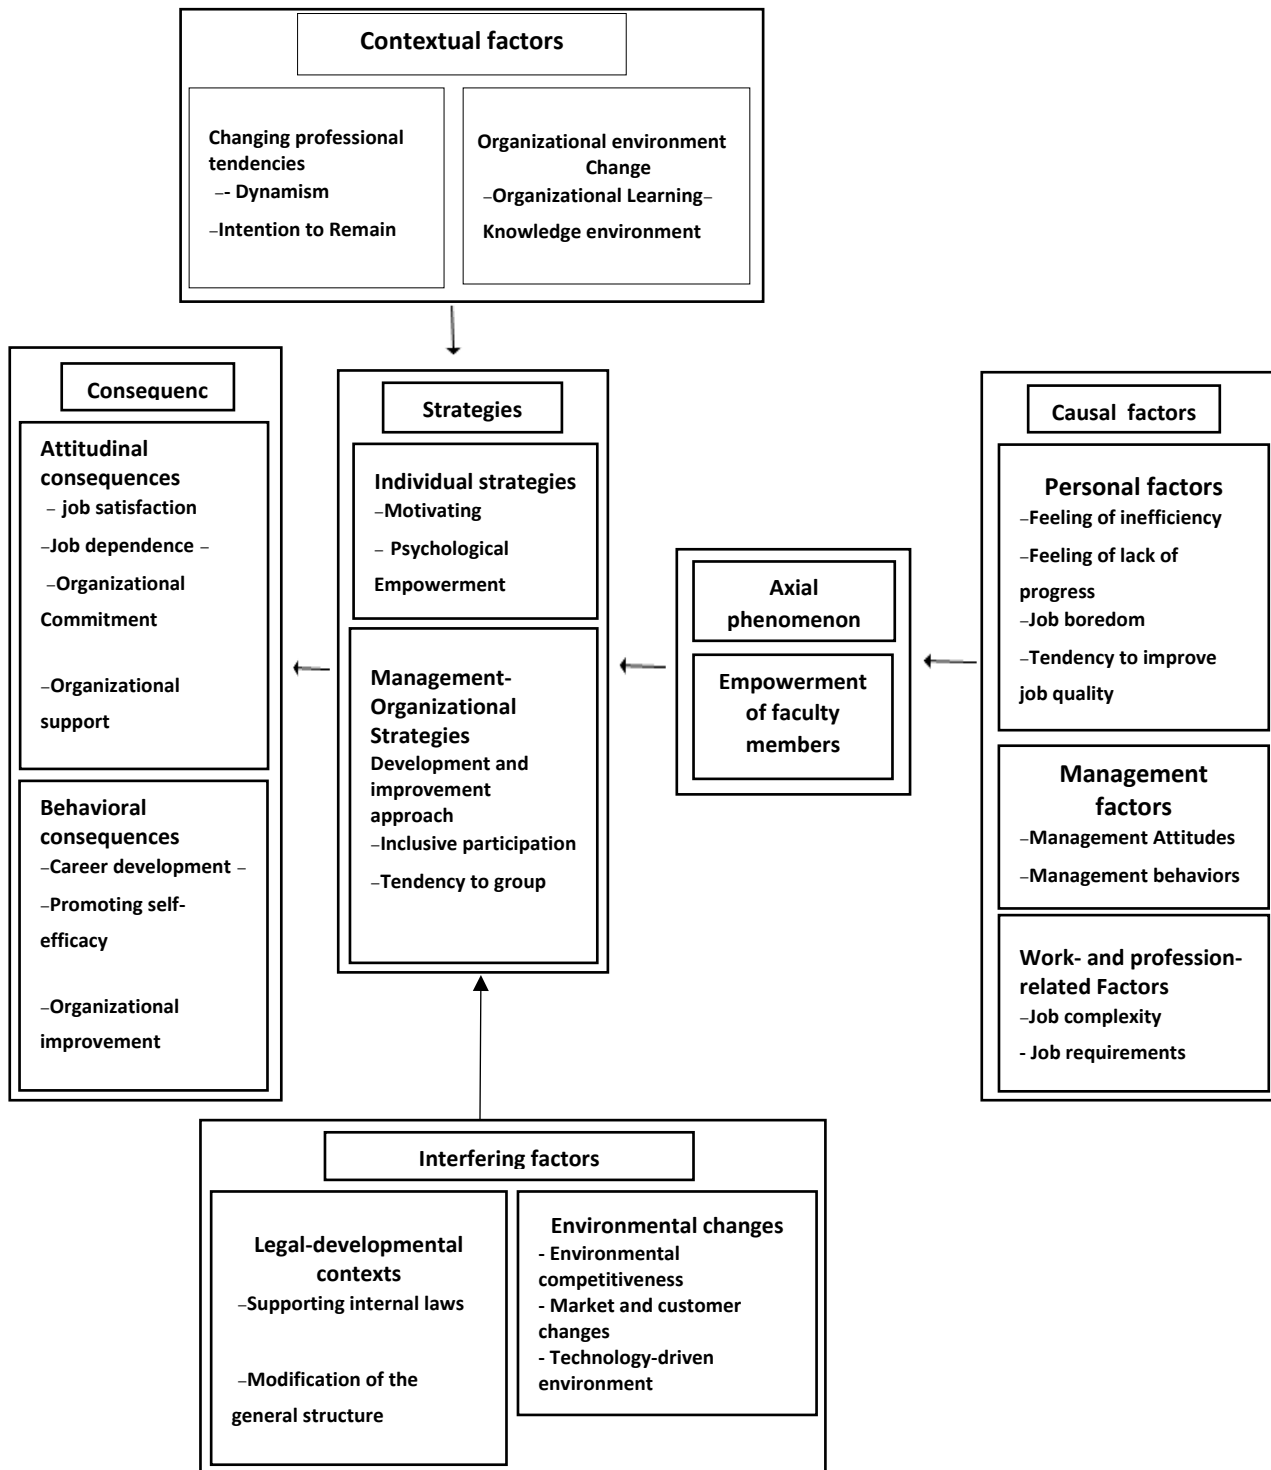 Contextual factors
Changing professional
tendencies
–- Dynamism
–Intention to Remain
Organizational environment
Change
–Organizational Learning–
Knowledge environment
Consequenc
Attitudinal
consequences
– job satisfaction
–Job dependence –
–Organizational
Commitment
–Organizational
support
Behavioral
consequences
–Career development –
–Promoting self-
efficacy
–Organizational
improvement
Strategies
Individual strategies
–Motivating
– Psychological
Empowerment
Management-
Organizational
Strategies
Development and
improvement
approach
–Inclusive participation
–Tendency to group
Axial
phenomenon
Empowerment
of faculty
members
Causal factors
Personal factors
–Feeling of inefficiency
–Feeling of lack of
progress
–Job boredom
–Tendency to improve
job quality
Management
factors
–Management Attitudes
–Management behaviors
Work- and profession-
related Factors
–Job complexity
- Job requirements
Interfering factors
Legal-developmental
contexts
–Supporting internal laws
–Modification of the
general structure
Environmental changes
- Environmental
competitiveness
- Market and customer
changes
- Technology-driven
environment